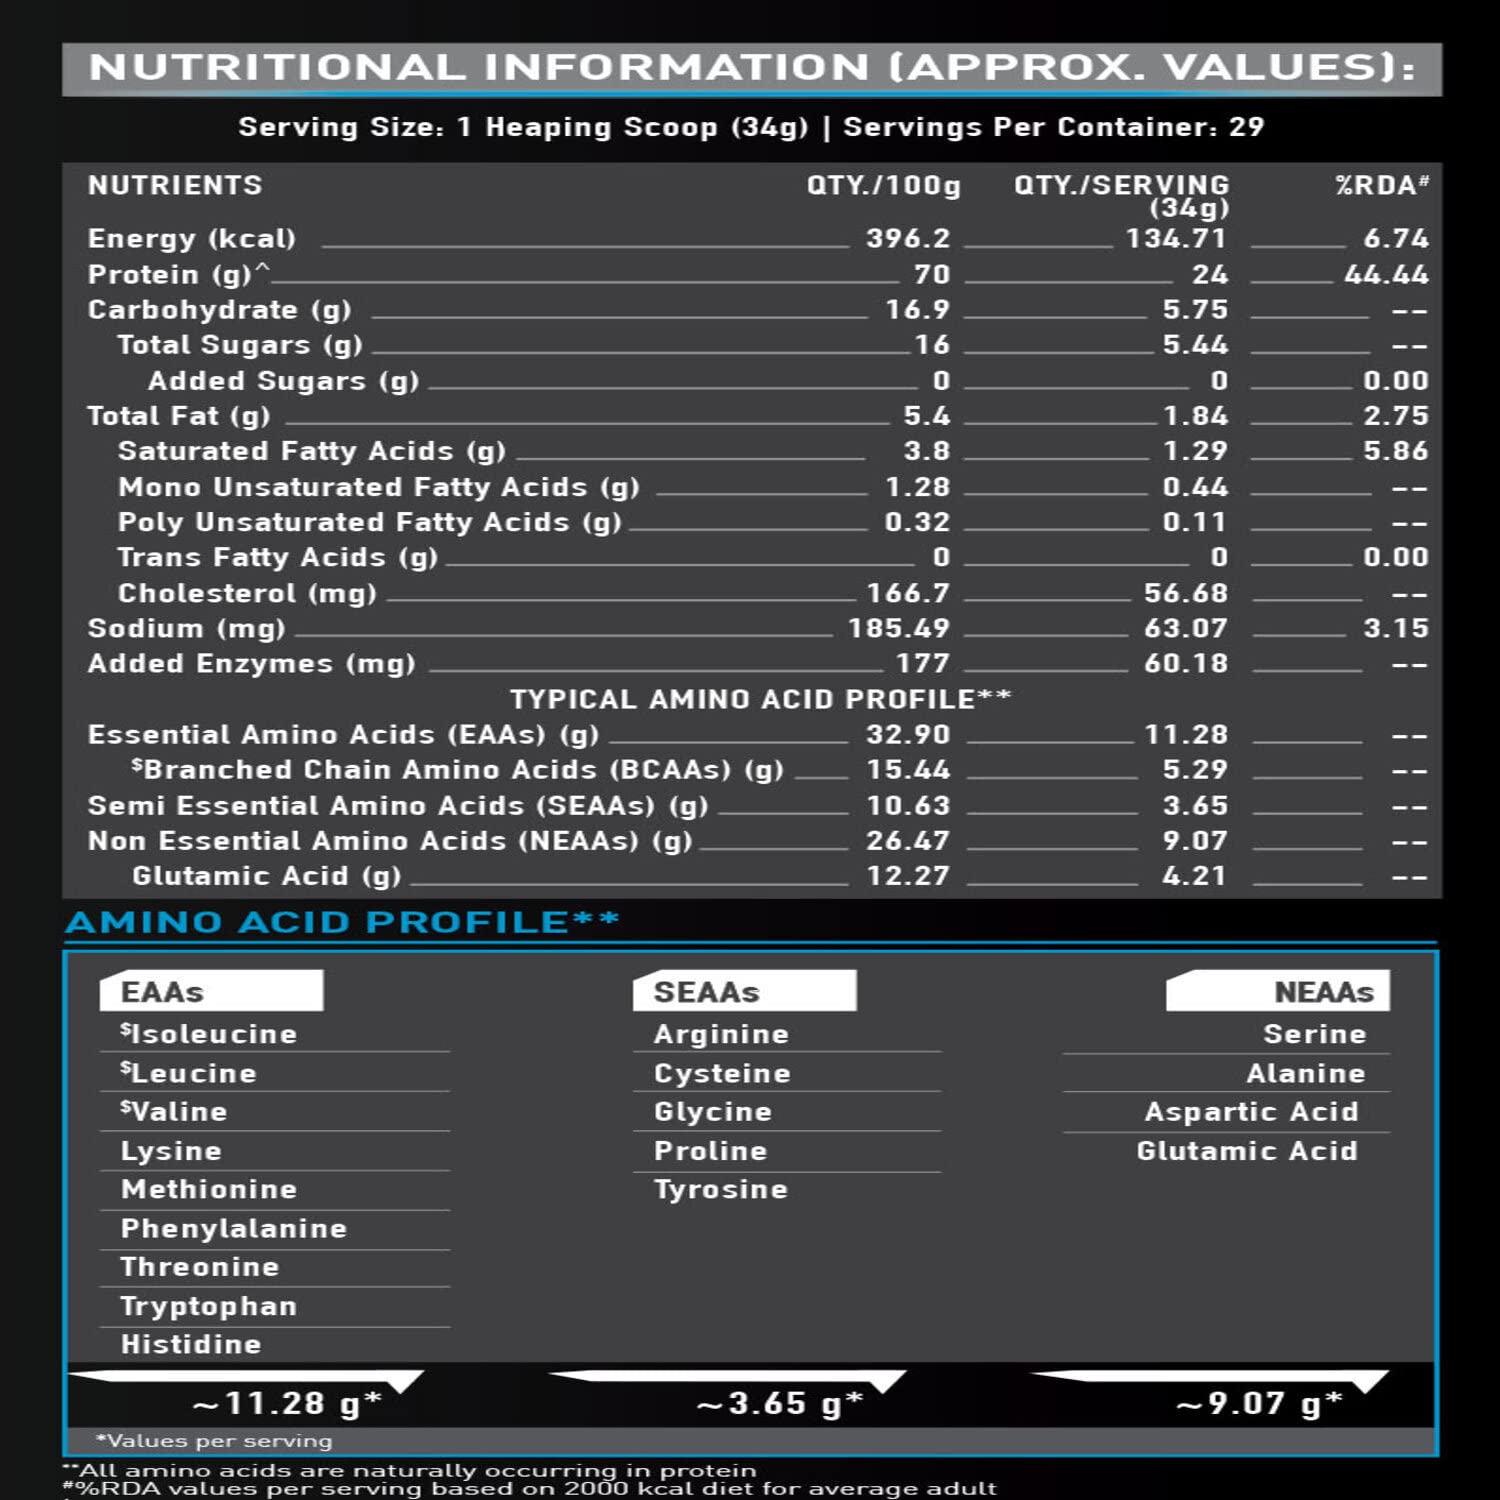 NUTRITIONAL INFORMATION (APPROX. VALUES):
Serving Size: 1 Heaping Scoop (34g) | Servings Per Container: 29
NUTRIENTS QTY./100g QTY./SERVING (34g) %RDA#
Energy (kcal) 396.2 134.71 6.74
Protein (g)^ 70 24 44.44
Carbohydrate (g) 16.9 5.75 --
Total Sugars (g) 16 5.44 --
Added Sugars (g) 0 0 0.00
Total Fat (g) 5.4 1.84 2.75
Saturated Fatty Acids (g) 3.8 1.29 5.86
Mono Unsaturated Fatty Acids (g) 1.28 0.44 --
Poly Unsaturated Fatty Acids (g) 0.32 0.11 --
Trans Fatty Acids (g) 0 0 0.00
Cholesterol (mg) 166.7 56.68 --
Sodium (mg) 185.49 63.07 3.15
Added Enzymes (mg) 177 60.18 --
TYPICAL AMINO ACID PROFILE**
Essential Amino Acids (EAAs) (g) 32.90 11.28 --
$Branched Chain Amino Acids (BCAAs) (g) 15.44 5.29 --
Semi Essential Amino Acids (SEAAs) (g) 10.63 3.65 --
Non Essential Amino Acids (NEAAs) (g) 26.47 9.07 --
Glutamic Acid (g) 12.27 4.21 --
AMINO ACID PROFILE**
EAAs SEAAs NEAAs
$Isoleucine Arginine Serine
$Leucine Cysteine Alanine
$Valine Glycine Aspartic Acid
Lysine Proline Glutamic Acid
Methionine Tyrosine
Phenylalanine
Threonine
Tryptophan
Histidine
~11.28 g* ~3.65 g* ~9.07 g*
*Values per serving
**All amino acids are naturally occurring in protein
#%RDA values per serving based on 2000 kcal diet for average adult